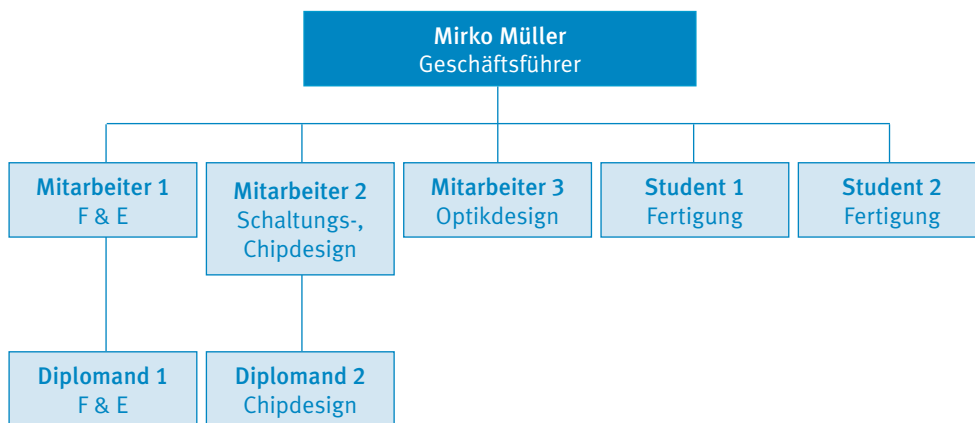 Mirko Müller
Geschäftsführer
Mitarbeiter 1
F & E
Mitarbeiter 2
Schaltungs-,
Chipdesign
Mitarbeiter 3
Optikdesign
Student 1
Fertigung
Student 2
Fertigung
Diplomand 1
F & E
Diplomand 2
Chipdesign